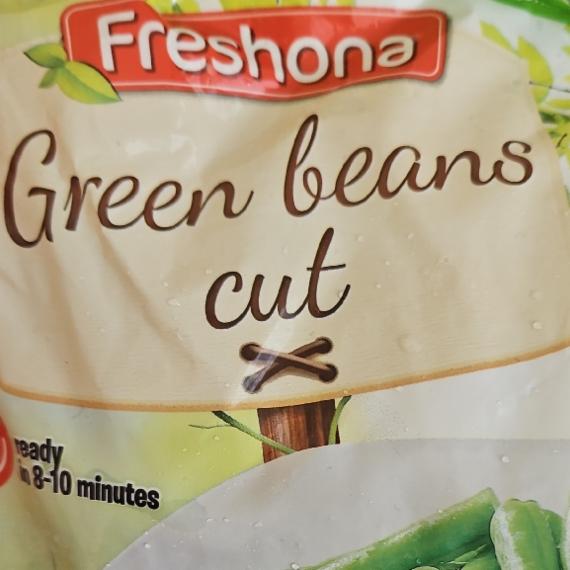 Freshona
Green beans
cut
ready
in 8-10 minutes